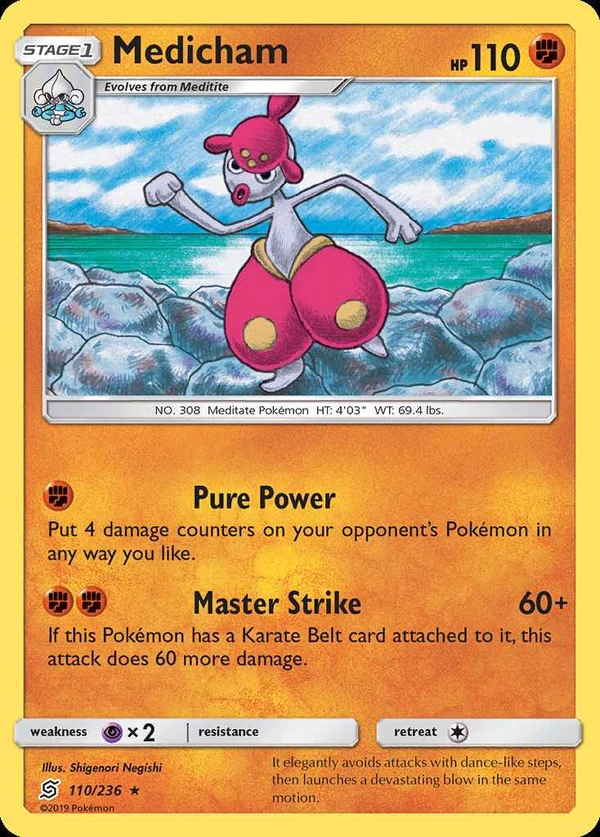 STAGE 1
Medicham
HP 110
Evolves from Meditite
NO. 308 Meditate Pokémon HT: 4'03" WT: 69.4 lbs.
Pure Power
Put 4 damage counters on your opponent's Pokémon in
any way you like.
Master Strike 60+
If this Pokémon has a Karate Belt card attached to it, this
attack does 60 more damage.
weakness ×2 resistance retreat
Illus. Shigenori Negishi
110/236 ★
©2019 Pokémon
It elegantly avoids attacks with dance-like steps,
then launches a devastating blow in the same
motion.